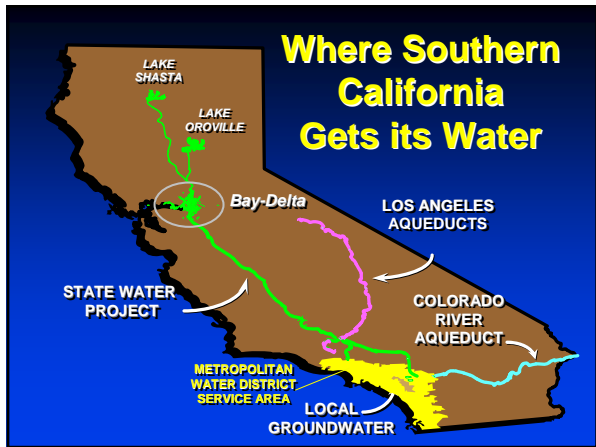 Where Southern
California
Gets its Water
LAKE
SHASTA
LAKE
OROVILLE
Bay-Delta
LOS ANGELES
AQUEDUCTS
STATE WATER
PROJECT
COLORADO
RIVER
AQUEDUCT
METROPOLITAN
WATER DISTRICT
SERVICE AREA
LOCAL
GROUNDWATER